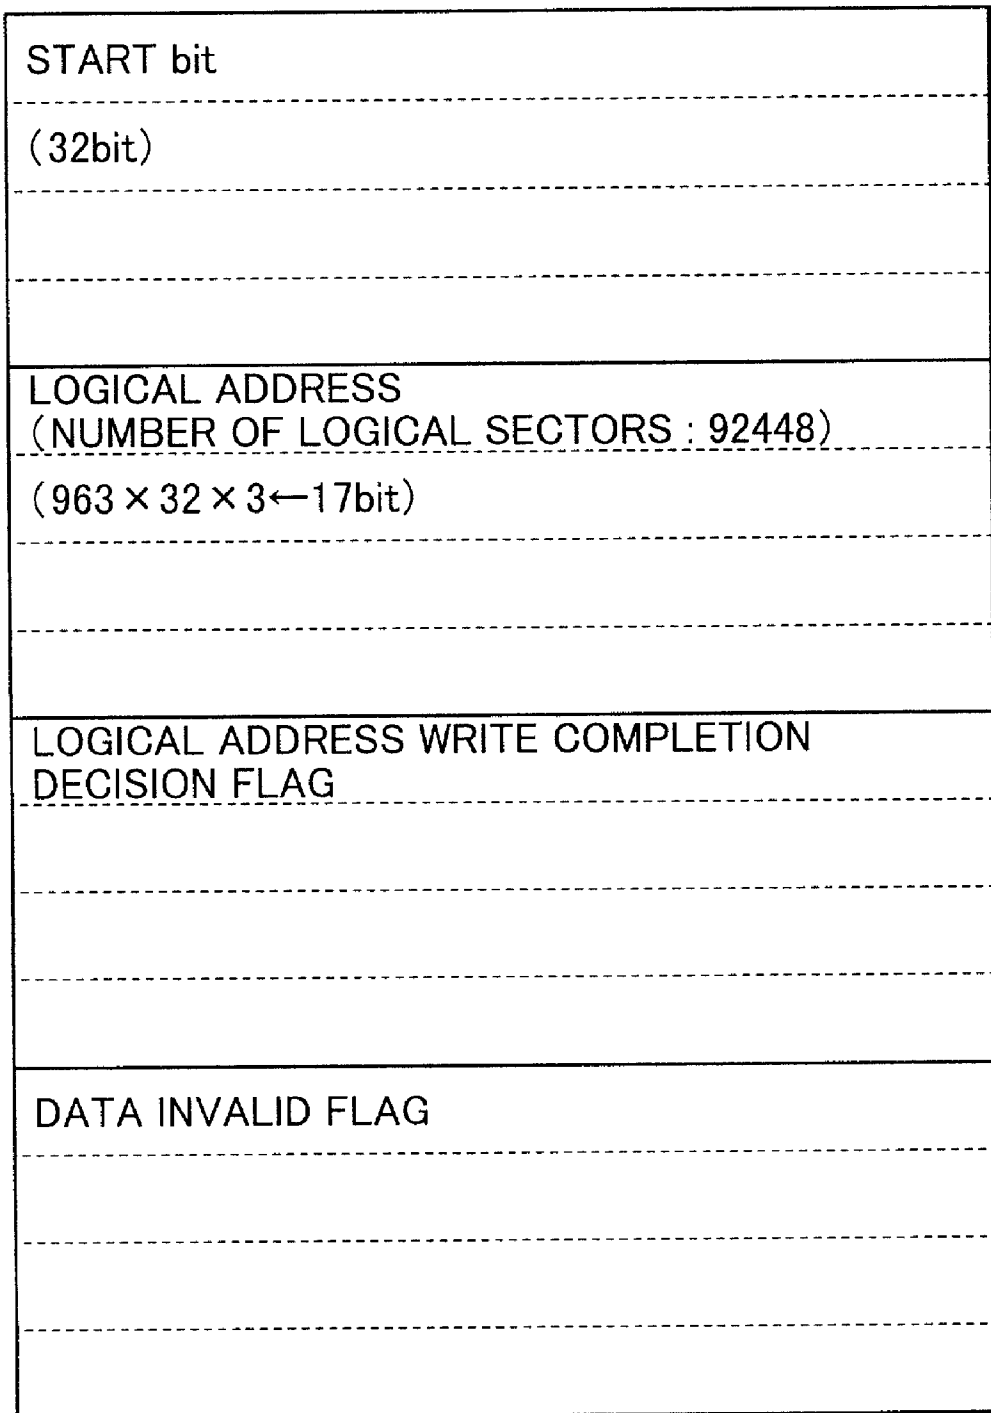 START bit
(32bit)
LOGICAL ADDRESS
(NUMBER OF LOGICAL SECTORS : 92448)
(963×32×3←17bit)
LOGICAL ADDRESS WRITE COMPLETION
DECISION FLAG
DATA INVALID FLAG